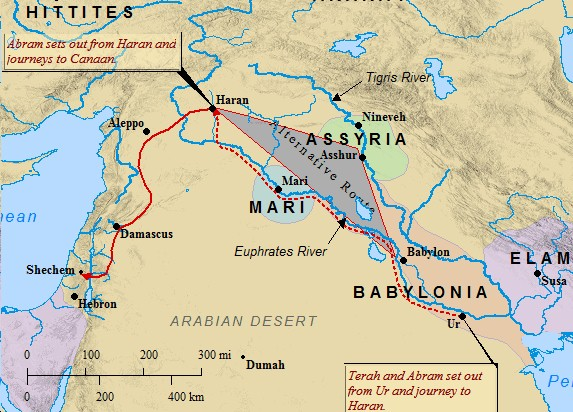 HITTITES
Abram sets out from Haran and
journeys to Canaan.
Tigris River
Haran
Aleppo
Nineveh
ASSYRIA
Asshur
Alternative Route
Mari
MARI
ean
Damascus
Euphrates River
Babylon
ELAM
Shechem
Susa
Hebron
BABYLONIA
ARABIAN DESERT
Ur
0 100 200 300 mi
Dumah
0 200 400 km
Terah and Abram set out
from Ur and journey to
Haran.
Pe